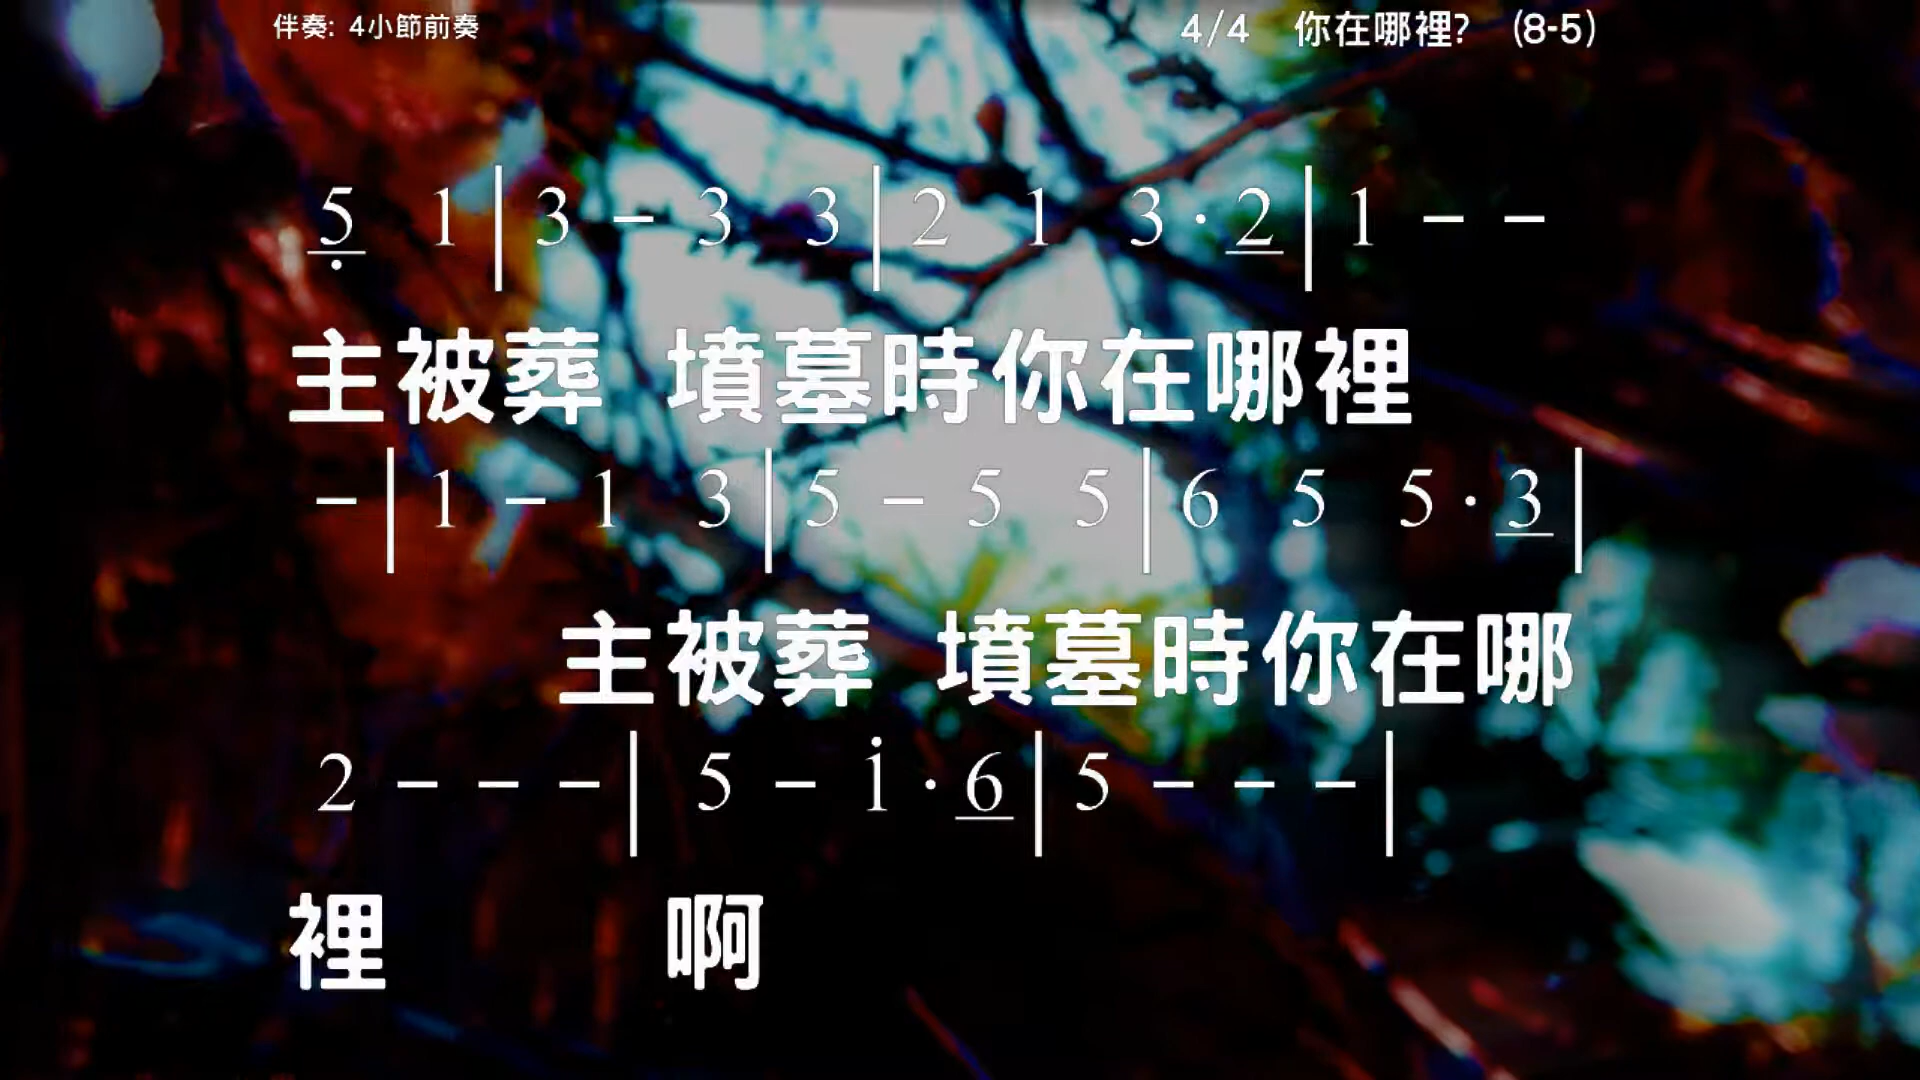 伴奏: 4小節前奏 4/4 你在哪裡? (8-5)
5̣ 1 | 3 - 3 3 | 2 1 3 · 2 | 1 - -
主被葬 墳墓時你在哪裡
- | 1 - 1 3 | 5 - 5 5 | 6 5 5 · 3 |
主被葬 墳墓時你在哪
2 - - - | 5 - 1̇ · 6 | 5 - - - |
裡 啊